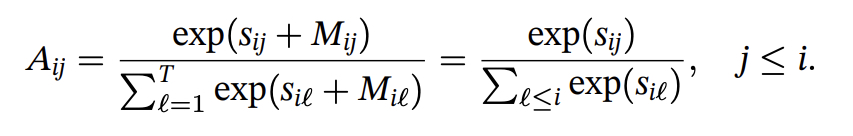 A_{ij} = \frac{\exp(s_{ij} + M_{ij})}{\sum_{\ell=1}^{T} \exp(s_{i\ell} + M_{i\ell})} = \frac{\exp(s_{ij})}{\sum_{\ell \leq i} \exp(s_{i\ell})}, \quad j \leq i.